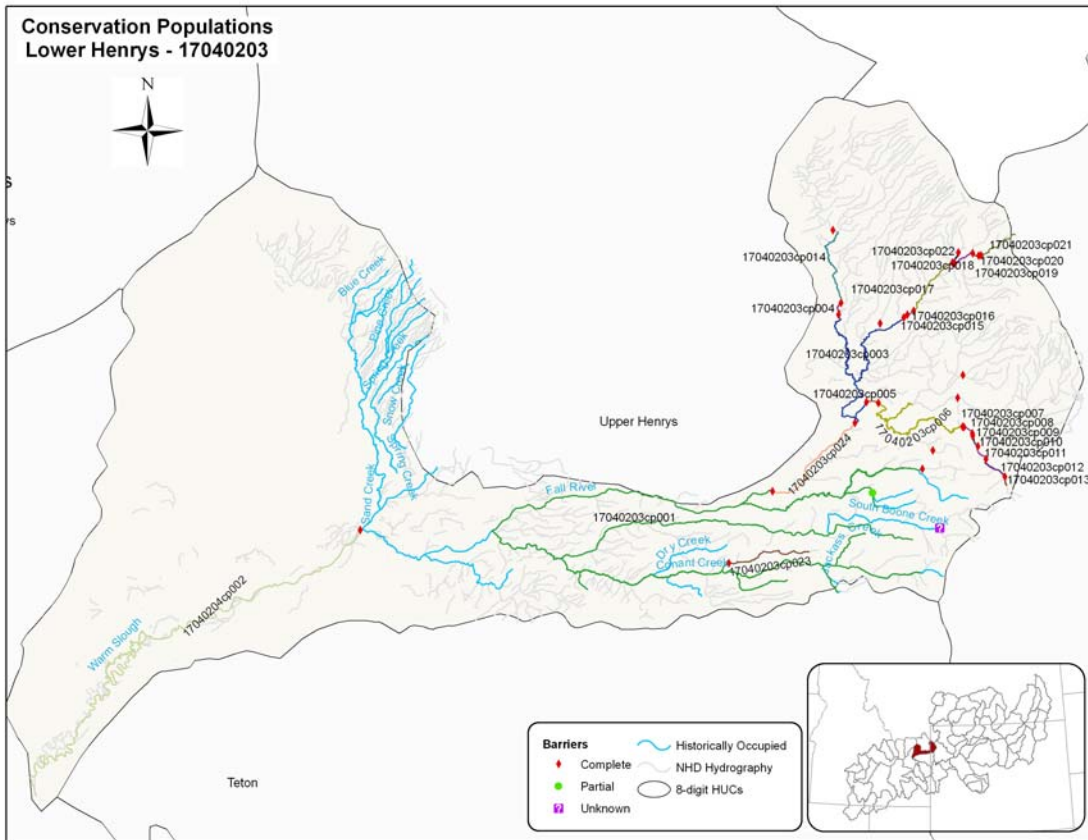 Conservation Populations
Lower Henrys - 17040203
N
S
ys
Blue Creek
Snow Creek
Spring Creek
Sand Creek
Warm Slough
17040204cp002
Teton
Upper Henrys
Fall River
17040203cp001
Dry Creek
Conant Creek
17040203cp023
South Boone Creek
17040203cp014
17040203cp004
17040203cp003
17040203cp005
17040203cp024
17040203cp006
17040203cp022
17040203cp018
17040203cp017
17040203cp021
17040203cp020
17040203cp019
17040203cp016
17040203cp015
17040203cp007
17040203cp008
17040203cp009
17040203cp010
17040203cp011
17040203cp012
17040203cp013
Barriers
Complete
Partial
? Unknown
Historically Occupied
NHD Hydrography
8-digit HUCs